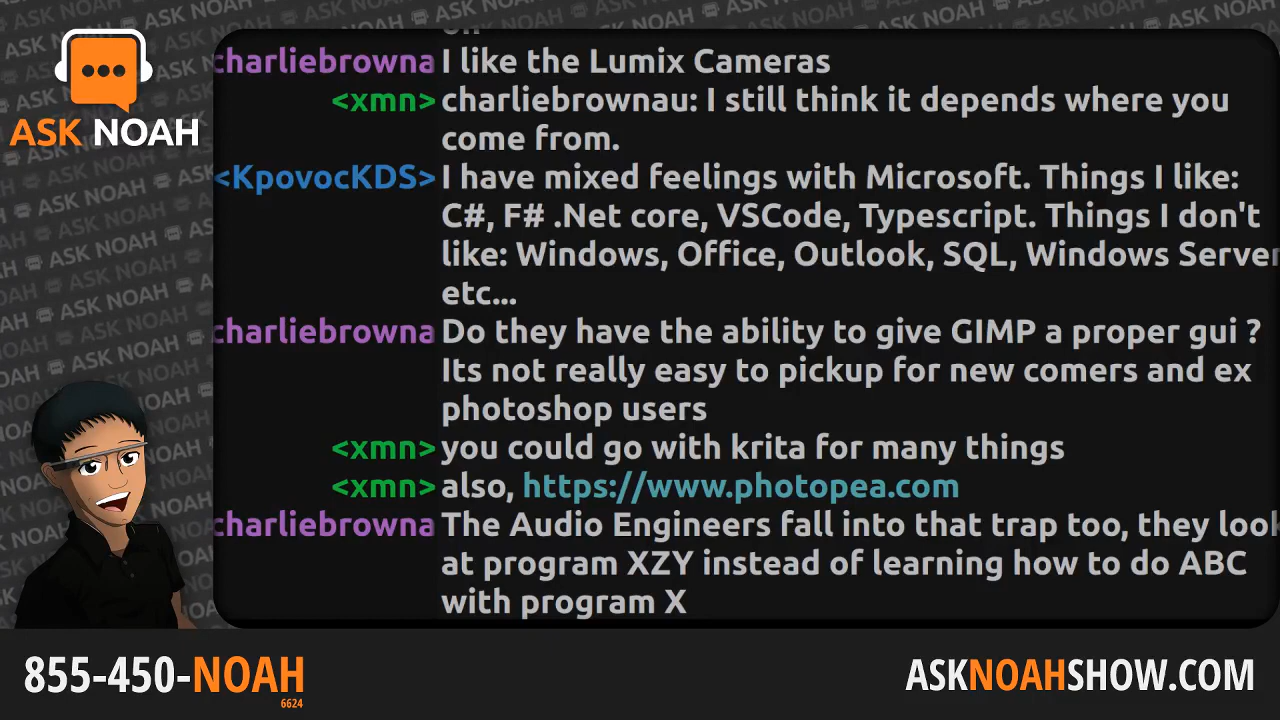 ASK NOAH
charliebrowna I like the Lumix Cameras
<xmn> charliebrownau: I still think it depends where you
come from.
<KpovocKDS> I have mixed feelings with Microsoft. Things I like:
C#, F# .Net core, VSCode, Typescript. Things I don't
like: Windows, Office, Outlook, SQL, Windows Server
etc...
charliebrowna Do they have the ability to give GIMP a proper gui ?
Its not really easy to pickup for new comers and ex
photoshop users
<xmn> you could go with krita for many things
<xmn> also, https://www.photopea.com
charliebrowna The Audio Engineers fall into that trap too, they look
at program XZY instead of learning how to do ABC
with program X
855-450-NOAH
6624
ASKNOAHSHOW.COM